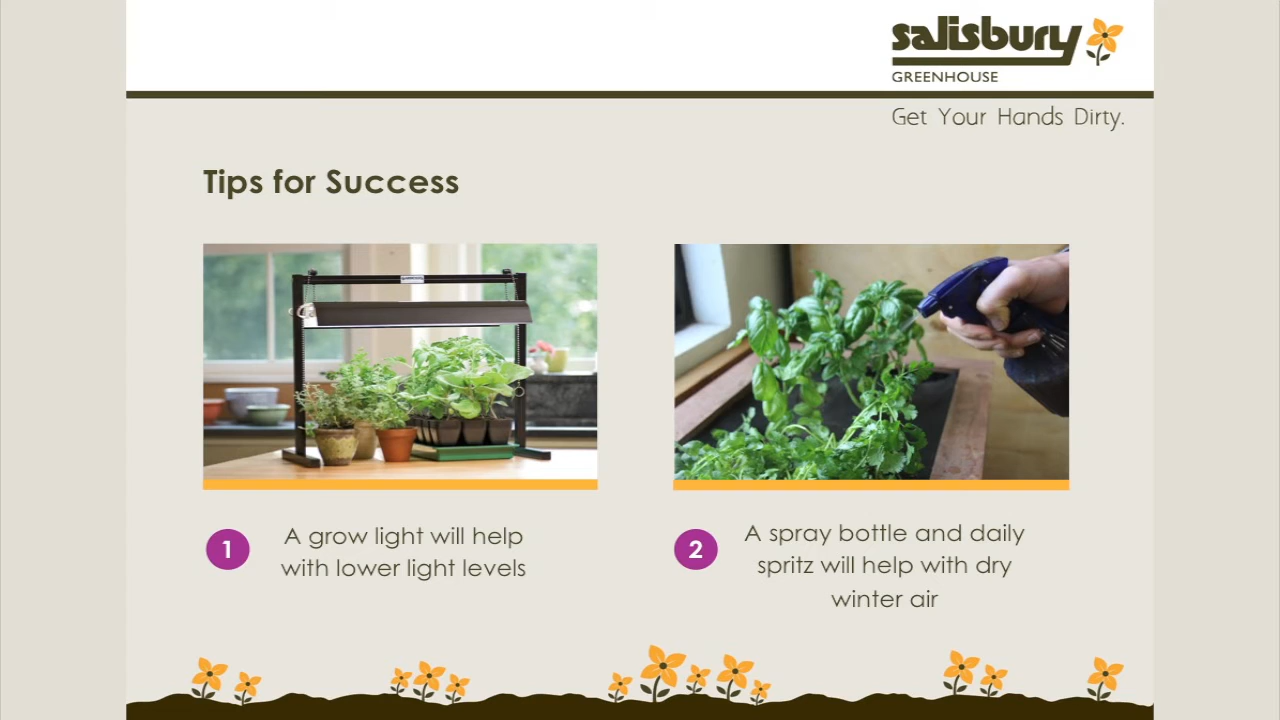 salisbury
GREENHOUSE
Get Your Hands Dirty.
Tips for Success
1
A grow light will help
with lower light levels
2
A spray bottle and daily
spritz will help with dry
winter air